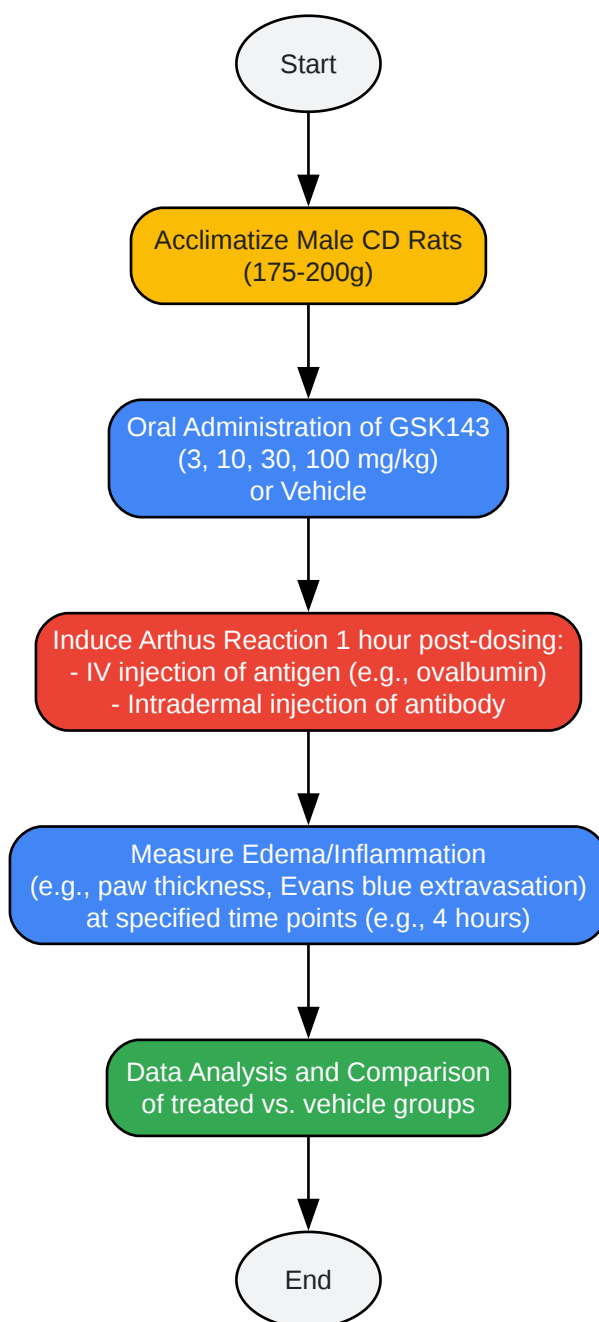 Start
Acclimatize Male CD Rats
(175-200g)
Oral Administration of GSK143
(3, 10, 30, 100 mg/kg)
or Vehicle
Induce Arthus Reaction 1 hour post-dosing:
- IV injection of antigen (e.g., ovalbumin)
- Intradermal injection of antibody
Measure Edema/Inflammation
(e.g., paw thickness, Evans blue extravasation)
at specified time points (e.g., 4 hours)
Data Analysis and Comparison
of treated vs. vehicle groups
End